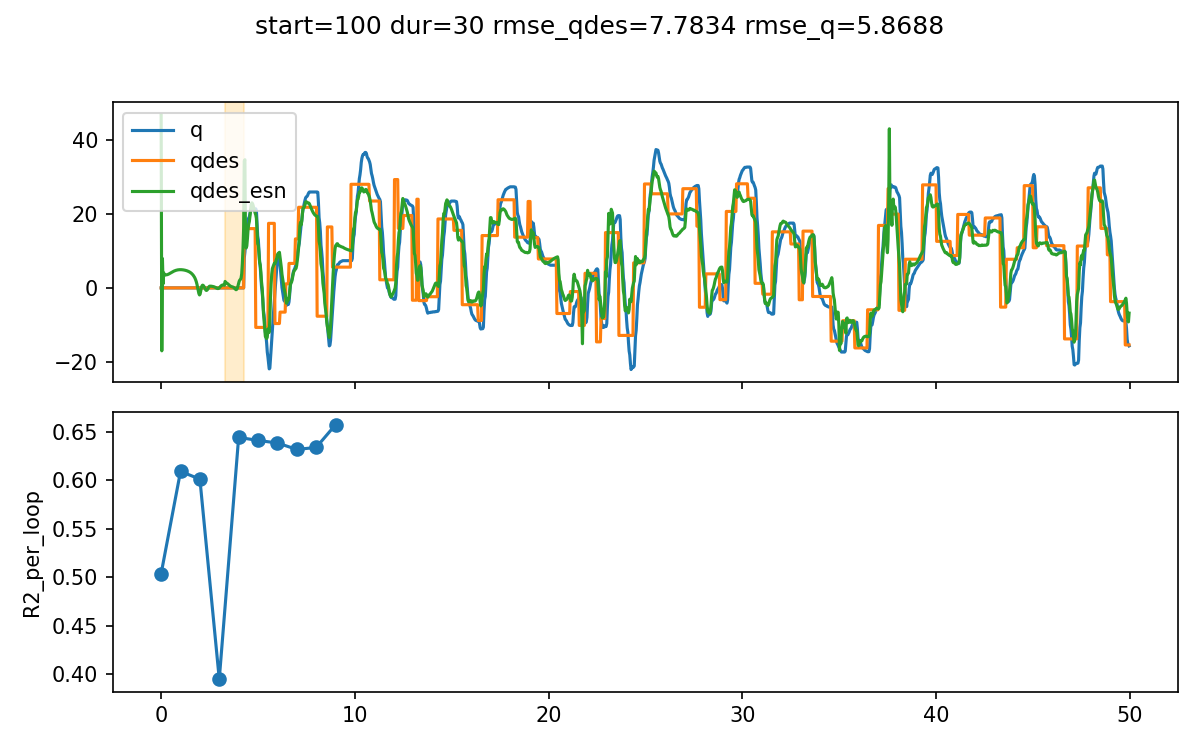 start=100 dur=30 rmse_qdes=7.7834 rmse_q=5.8688
40
20
0
−20
q
qdes
qdes_esn
R2_per_loop
0.65
0.60
0.55
0.50
0.45
0.40
0 10 20 30 40 50